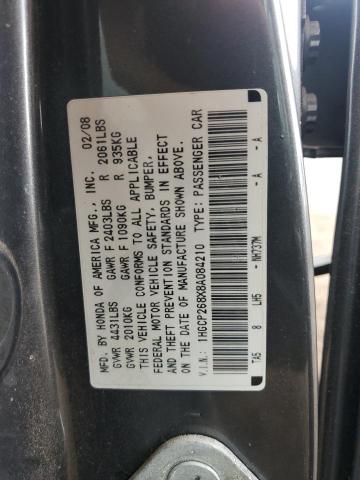 MFD. BY HONDA OF AMERICA MFG., INC. 02/08
GVWR 4431LBS GAWR F 2403LBS R 2061LBS
GVWR 2010KG GAWR F 1090KG R 935KG
THIS VEHICLE CONFORMS TO ALL APPLICABLE
FEDERAL MOTOR VEHICLE SAFETY, BUMPER,
AND THEFT PREVENTION STANDARDS IN EFFECT
ON THE DATE OF MANUFACTURE SHOWN ABOVE.
V.I.N.: 1HGCP268X8A084210 TYPE: PASSENGER CAR
TA5 8 LH5 - NH737M - A - A